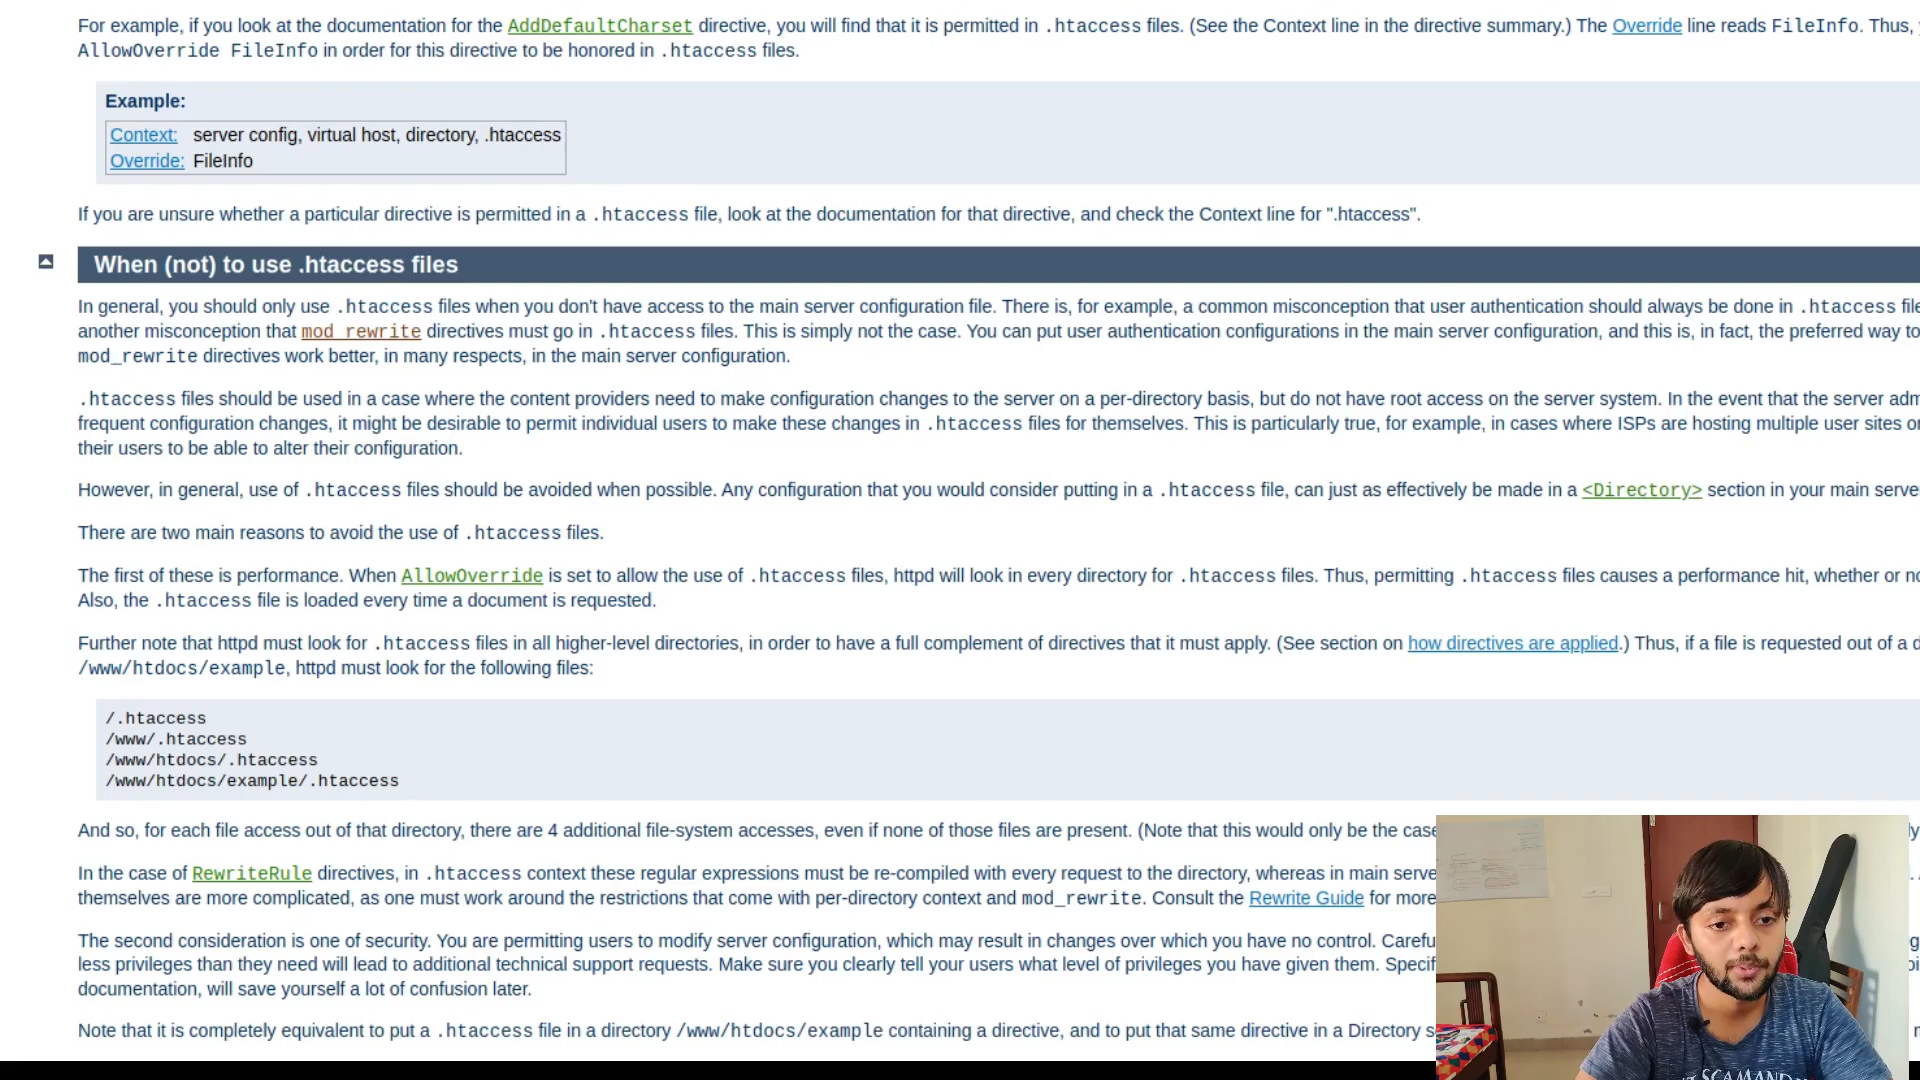 For example, if you look at the documentation for the AddDefaultCharset directive, you will find that it is permitted in .htaccess files. (See the Context line in the directive summary.) The Override line reads FileInfo. Thus,
AllowOverride FileInfo in order for this directive to be honored in .htaccess files.
Example:
Context: server config, virtual host, directory, .htaccess
Override: FileInfo
If you are unsure whether a particular directive is permitted in a .htaccess file, look at the documentation for that directive, and check the Context line for ".htaccess".
When (not) to use .htaccess files
In general, you should only use .htaccess files when you don't have access to the main server configuration file. There is, for example, a common misconception that user authentication should always be done in .htaccess
another misconception that mod_rewrite directives must go in .htaccess files. This is simply not the case. You can put user authentication configurations in the main server configuration, and this is, in fact, the preferred way to
mod_rewrite directives work better, in many respects, in the main server configuration.
.htaccess files should be used in a case where the content providers need to make configuration changes to the server on a per-directory basis, but do not have root access on the server system. In the event that the server
frequent configuration changes, it might be desirable to permit individual users to make these changes in .htaccess files for themselves. This is particularly true, for example, in cases where ISPs are hosting multiple user sites
their users to be able to alter their configuration.
However, in general, use of .htaccess files should be avoided when possible. Any configuration that you would consider putting in a .htaccess file, can just as effectively be made in a <Directory> section in your main
There are two main reasons to avoid the use of .htaccess files.
The first of these is performance. When AllowOverride is set to allow the use of .htaccess files, httpd will look in every directory for .htaccess files. Thus, permitting .htaccess files causes a performance hit, whether or
Also, the .htaccess file is loaded every time a document is requested.
Further note that httpd must look for .htaccess files in all higher-level directories, in order to have a full complement of directives that it must apply. (See section on how directives are applied.) Thus, if a file is requested out of a
/www/htdocs/example, httpd must look for the following files:
/.htaccess
/www/.htaccess
/www/htdocs/.htaccess
/www/htdocs/example/.htaccess
And so, for each file access out of that directory, there are 4 additional file-system accesses, even if none of those files are present. (Note that this would only be the case
In the case of RewriteRule directives, in .htaccess context these regular expressions must be re-compiled with every request to the directory, whereas in main
themselves are more complicated, as one must work around the restrictions that come with per-directory context and mod_rewrite. Consult the Rewrite Guide for more
The second consideration is one of security. You are permitting users to modify server configuration, which may result in changes over which you have no control.
less privileges than they need will lead to additional technical support requests. Make sure you clearly tell your users what level of privileges you have given them.
documentation, will save yourself a lot of confusion later.
Note that it is completely equivalent to put a .htaccess file in a directory /www/htdocs/example containing a directive, and to put that same directive in a Directory